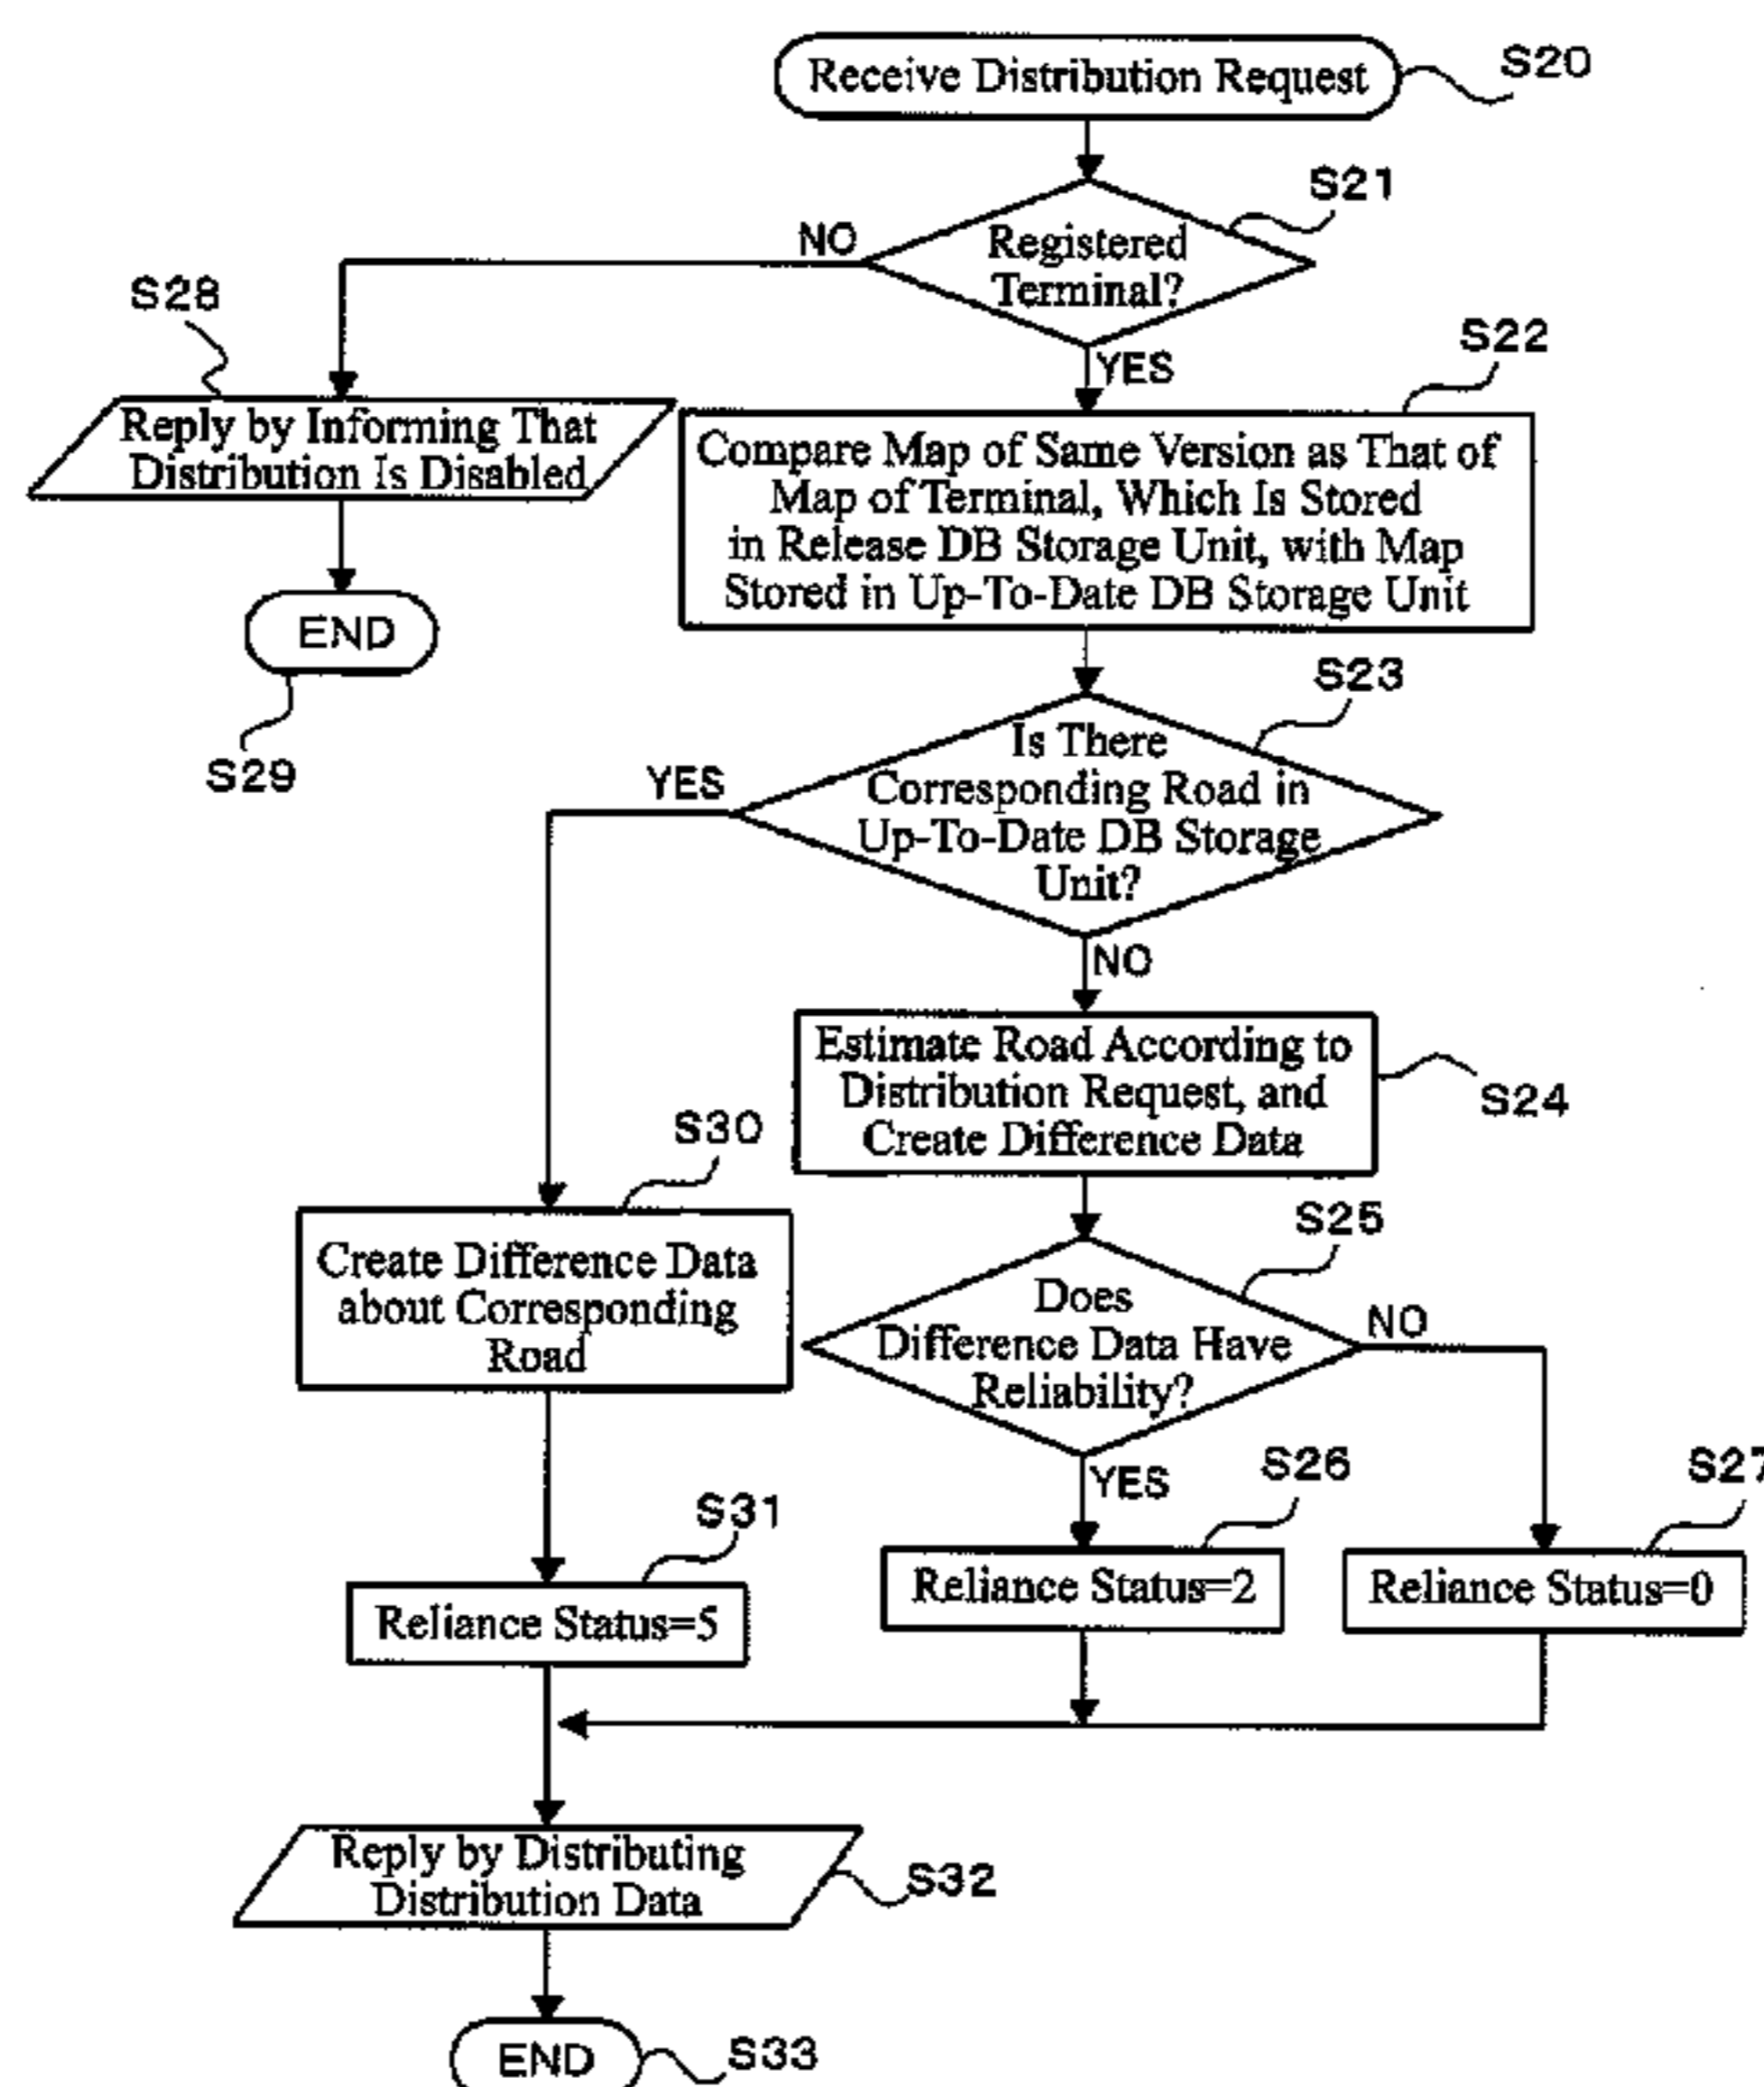 Receive Distribution Request
S20
S21
Registered
Terminal?
NO
YES
S28
Reply by Informing That
Distribution Is Disabled
END
S29
S22
Compare Map of Same Version as That of
Map of Terminal, Which Is Stored
in Release DB Storage Unit, with Map
Stored in Up-To-Date DB Storage Unit
S23
Is There
Corresponding Road in
Up-To-Date DB Storage
Unit?
YES
NO
Estimate Road According to
Distribution Request, and
Create Difference Data
S24
S30
Create Difference Data
about Corresponding
Road
S25
Does
Difference Data Have
Reliability?
NO
YES
S26
Reliance Status=2
S27
Reliance Status=0
S31
Reliance Status=5
Reply by Distributing
Distribution Data
S32
END
S33